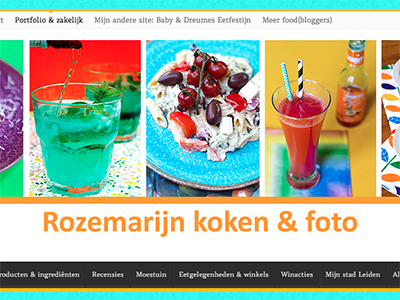 Portfolio & zakelijk Mijn andere site: Baby & Dreumes Eetfestijn Meer food(bloggers)
Rozemarijn koken & foto
roducten & ingrediënten Recensies Moestuin Eetgelegenheden & winkels Winacties Mijn stad Leiden Al